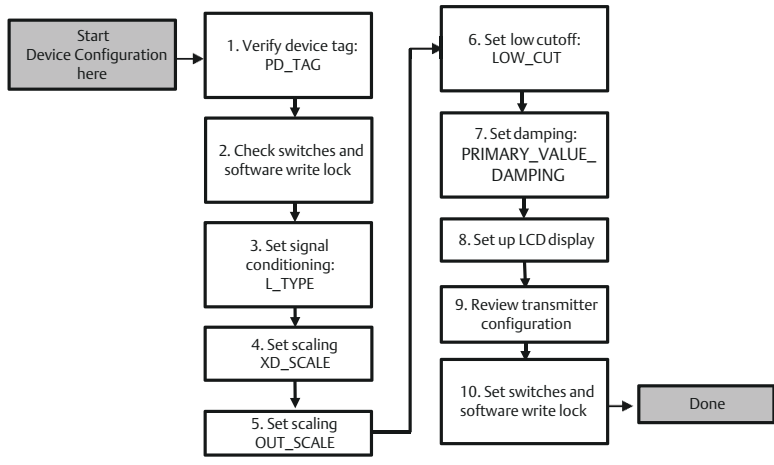 Start
Device Configuration
here
1. Verify device tag:
PD_TAG
2. Check switches and
software write lock
3. Set signal
conditioning:
L_TYPE
4. Set scaling
XD_SCALE
5. Set scaling
OUT_SCALE
6. Set low cutoff:
LOW_CUT
7. Set damping:
PRIMARY_VALUE_
DAMPING
8. Set up LCD display
9. Review transmitter
configuration
10. Set switches and
software write lock
Done